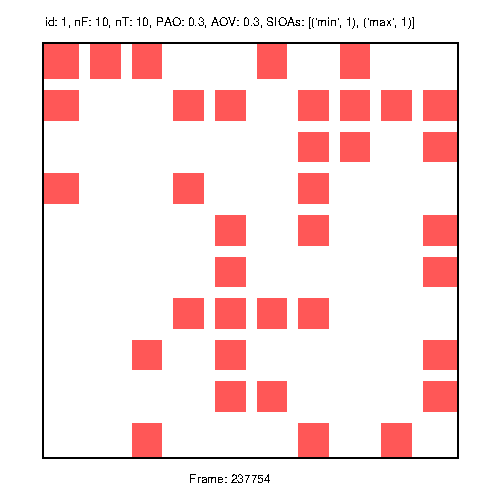 id: 1, nF: 10, nT: 10, PAO: 0.3, AOV: 0.3, SIOAs: [('min', 1), ('max', 1)]
Frame: 237754